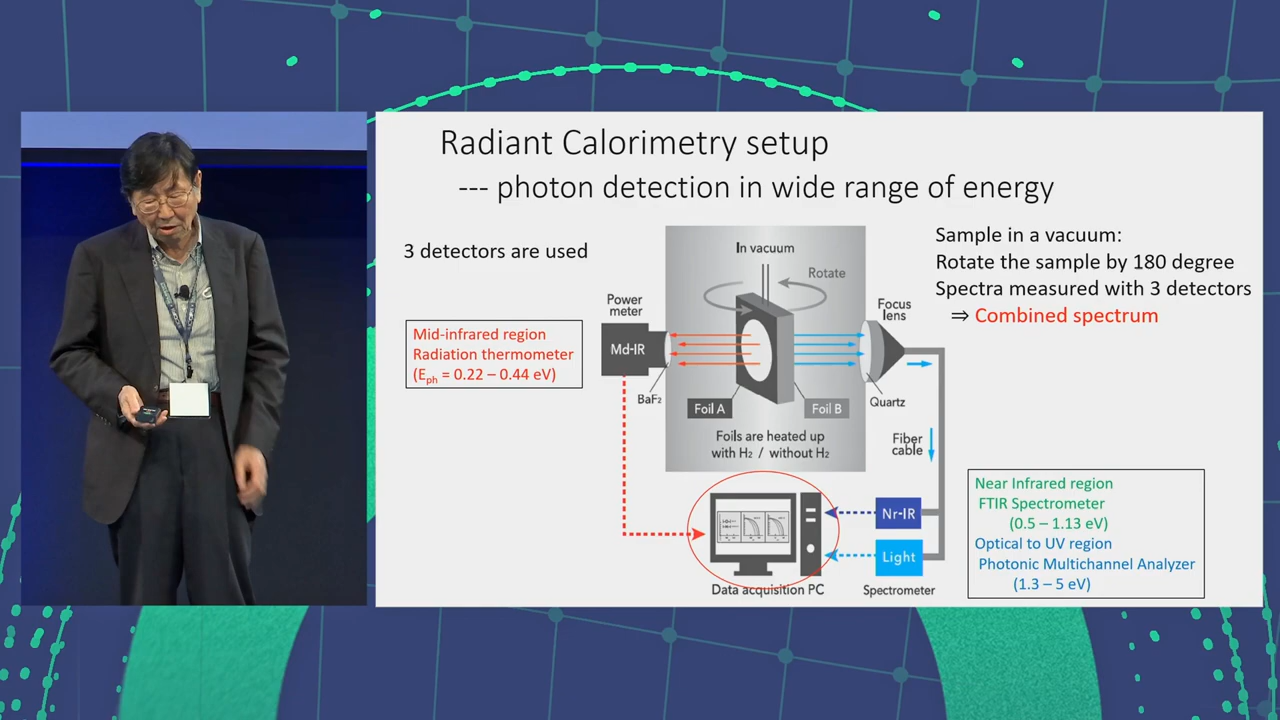 Radiant Calorimetry setup
--- photon detection in wide range of energy
3 detectors are used
Sample in a vacuum:
Rotate the sample by 180 degree
Spectra measured with 3 detectors
⇒ Combined spectrum
In vacuum
Rotate
Power
meter
Focus
lens
Mid-infrared region
Radiation thermometer
(Eph = 0.22 – 0.44 eV)
Md-IR
BaF2
Quartz
Foil A
Foil B
Foils are heated up
with H2 / without H2
Fiber
cable
Near Infrared region
FTIR Spectrometer
(0.5 – 1.13 eV)
Optical to UV region
Photonic Multichannel Analyzer
(1.3 – 5 eV)
Nr-IR
Light
Data acquisition PC
Spectrometer